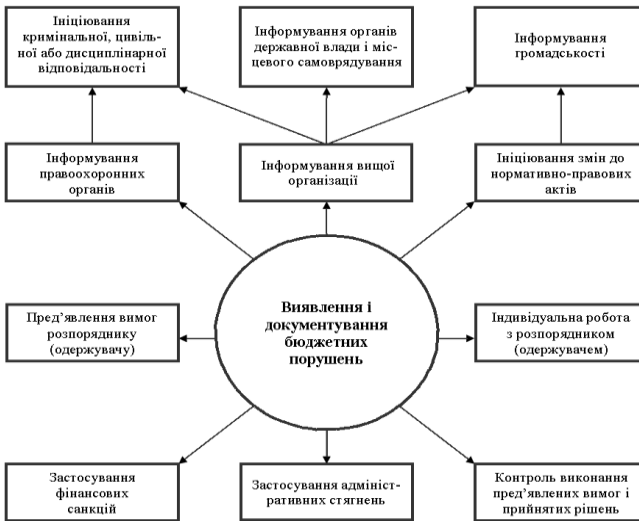 Ініціювання
кримінальної, цивіль-
ної або дисциплінарної
відповідальності
Інформування органів
державної влади і міс-
цевого самоврядування
Інформування
громадськості
Інформування
правоохоронних
органів
Інформування вищої
організації
Ініціювання змін до
нормативно-правових
актів
Виявлення і
документування
бюджетних
порушень
Пред’явлення вимог
розпоряднику
(одержувачу)
Індивідуальна робота
з розпорядником
(одержувачем)
Застосування
фінансових
санкцій
Застосування адмініст-
ративних стягнень
Контроль виконання
пред’явлених вимог і
прийнятих рішень